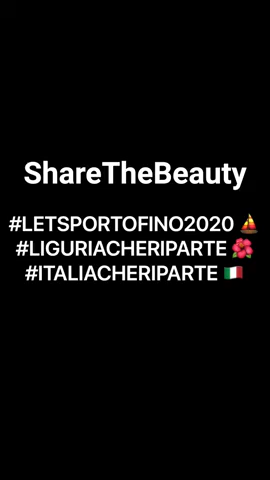 ShareTheBeauty
#LETSPORTOFINO2020 ⛵
#LIGURIACHERIPARTE 🌺
#ITALIACHERIPARTE 🇮🇹